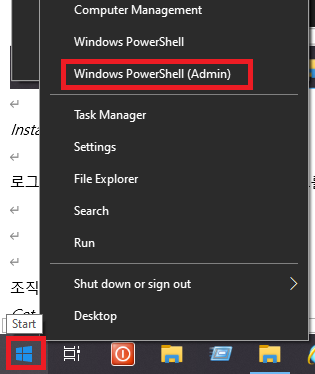 Computer Management
Windows PowerShell
Windows PowerShell (Admin)
Task Manager
Insta
Settings
로그
File Explorer
Search
Run
조직
Shut down or sign out
Start
Desktop